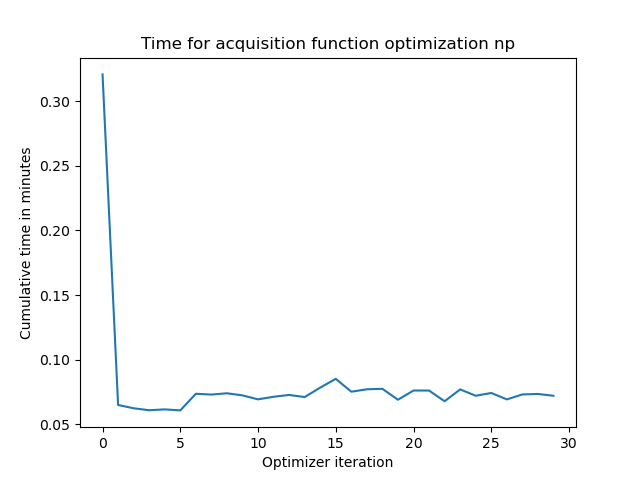 Time for acquisition function optimization np
Cumulative time in minutes
0.30
0.25
0.20
0.15
0.10
0.05
0 5 10 15 20 25 30
Optimizer iteration